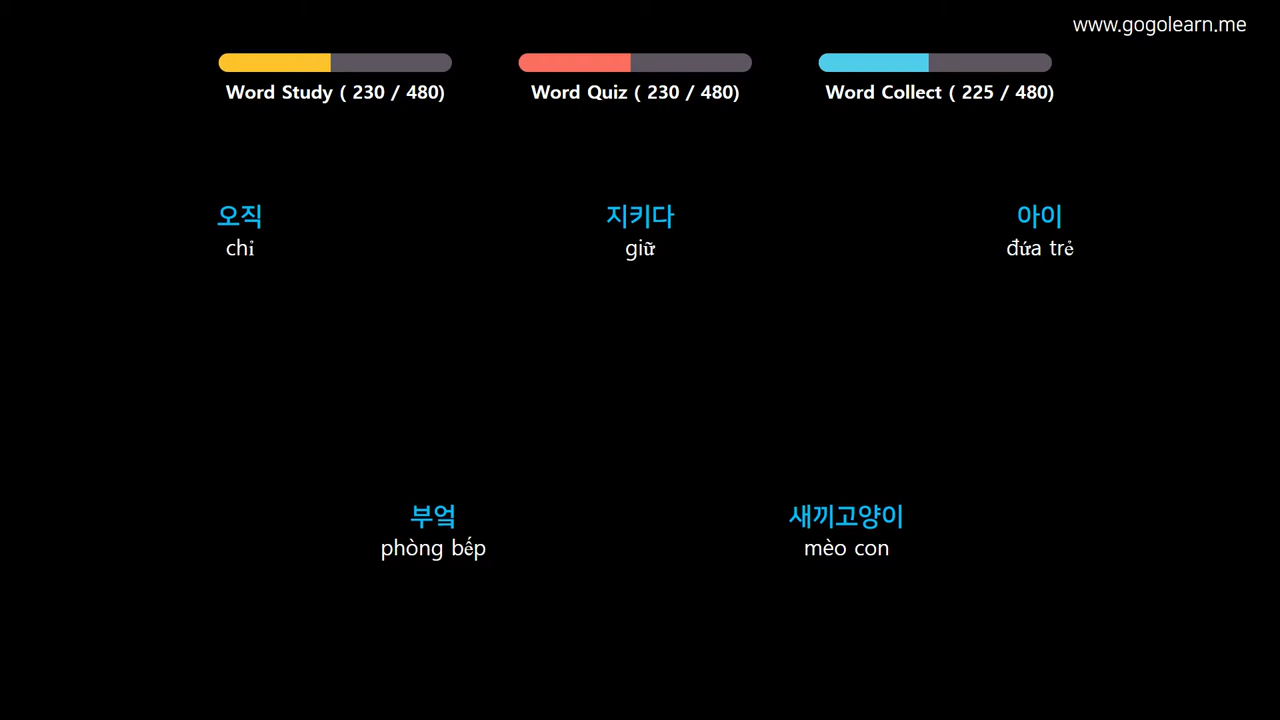 www.gogolearn.me
Word Study ( 230 / 480)
Word Quiz ( 230 / 480)
Word Collect ( 225 / 480)
오직
chỉ
지키다
giữ
아이
đứa trẻ
부엌
phòng bếp
새끼고양이
mèo con